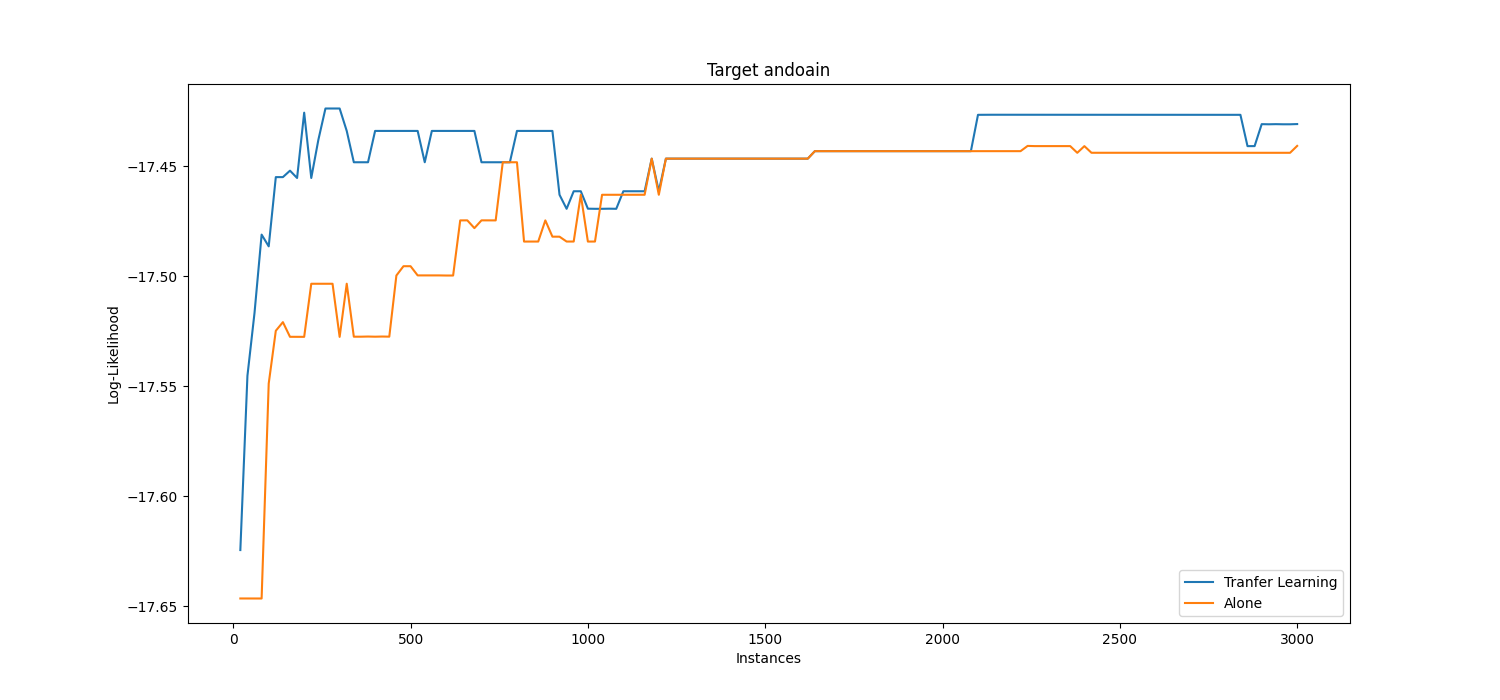 Target andoain
Log-Likelihood
−17.45
−17.50
−17.55
−17.60
−17.65
0
500
1000
1500
2000
2500
3000
Instances
Tranfer Learning
Alone